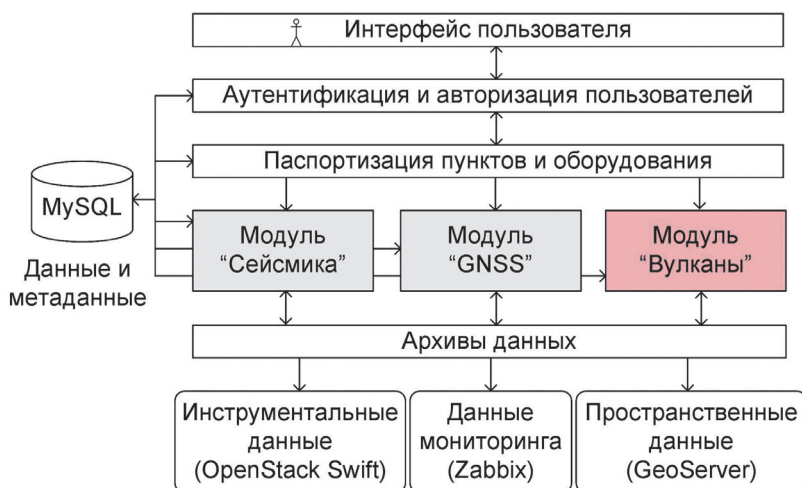 Интерфейс пользователя
Аутентификация и авторизация пользователей
Паспортизация пунктов и оборудования
MySQL
Данные и
метаданные
Модуль
“Сейсмика”
Модуль
“GNSS”
Модуль
“Вулканы”
Архивы данных
Инструментальные
данные
(OpenStack Swift)
Данные
мониторинга
(Zabbix)
Пространственные
данные
(GeoServer)